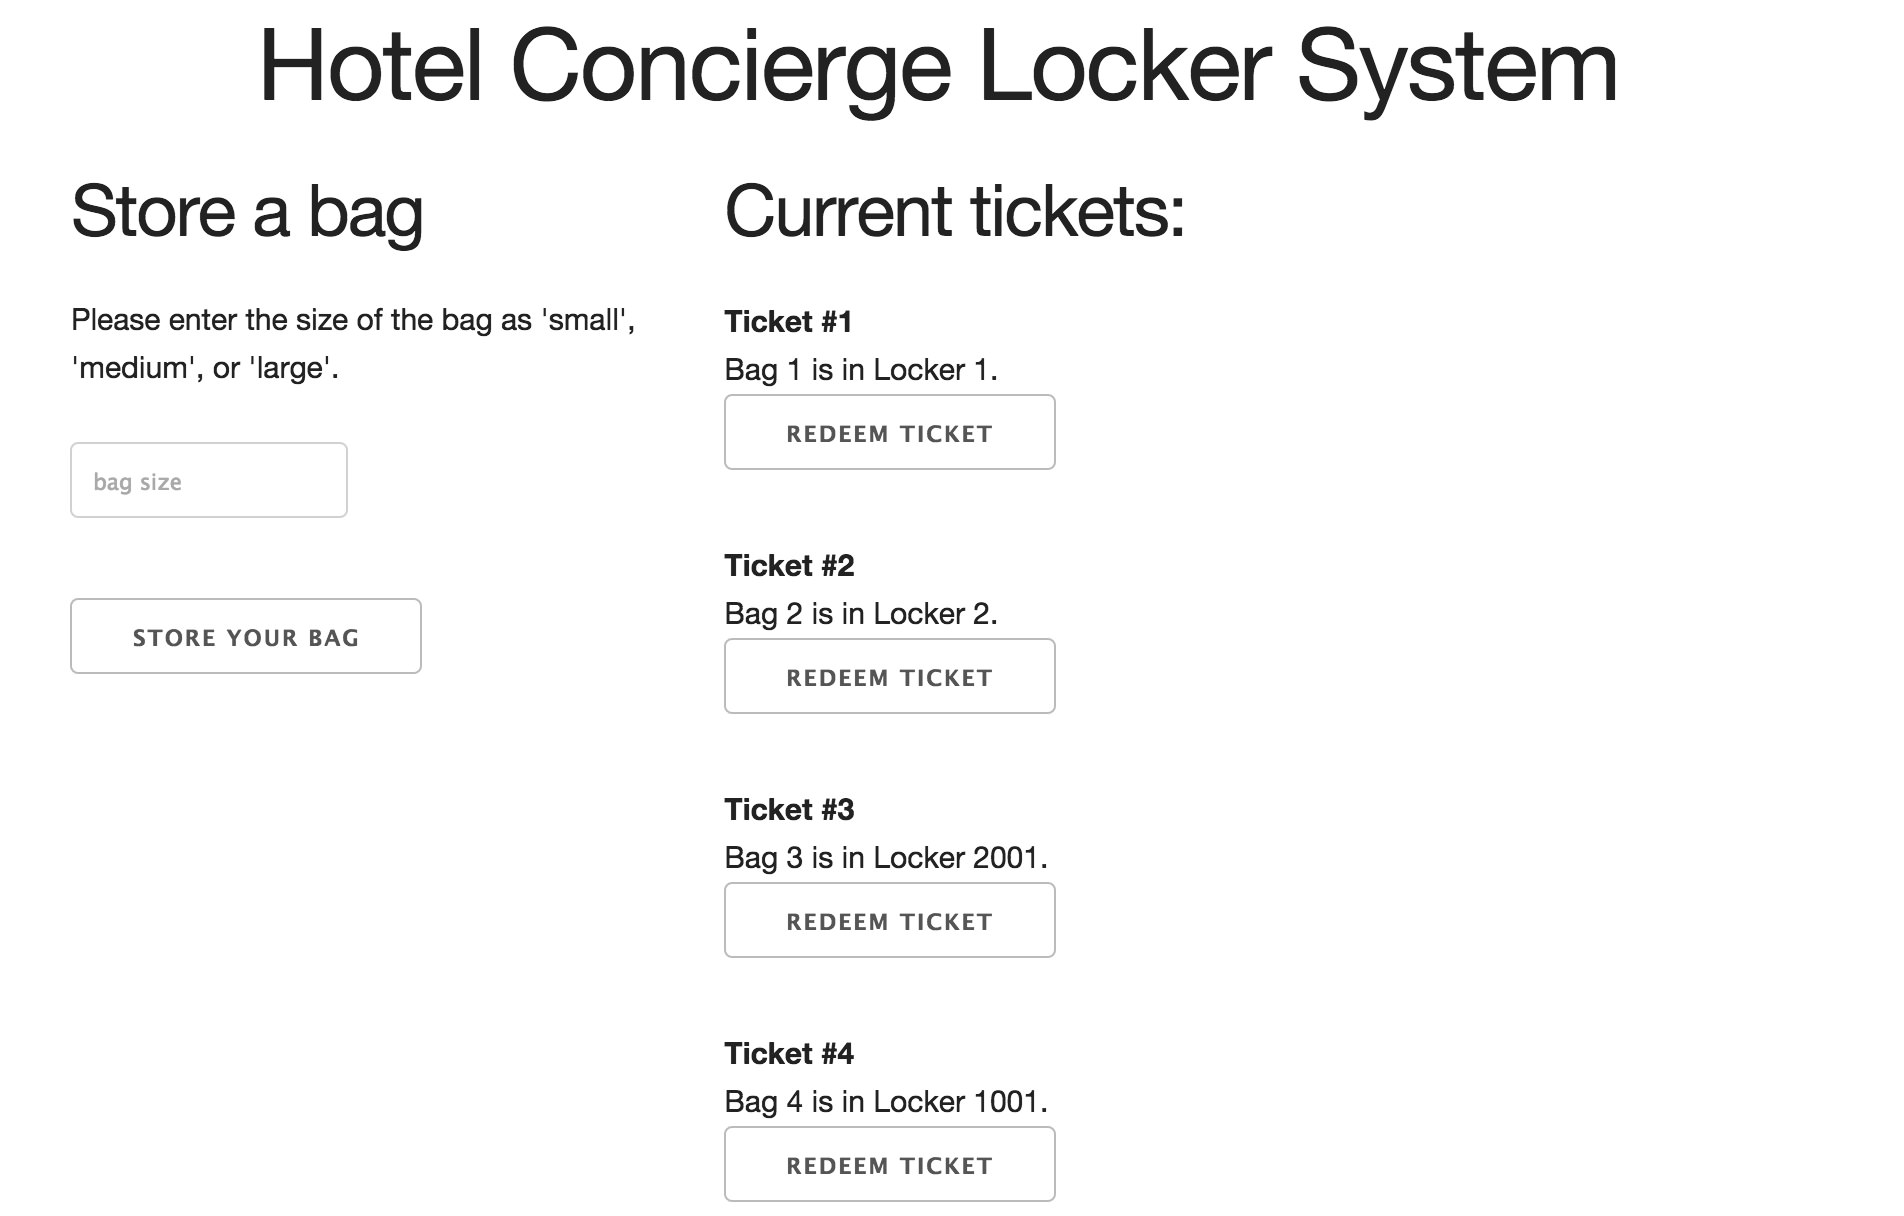 Hotel Concierge Locker System
Store a bag
Please enter the size of the bag as 'small',
'medium', or 'large'.
bag size
STORE YOUR BAG
Current tickets:
Ticket #1
Bag 1 is in Locker 1.
REDEEM TICKET
Ticket #2
Bag 2 is in Locker 2.
REDEEM TICKET
Ticket #3
Bag 3 is in Locker 2001.
REDEEM TICKET
Ticket #4
Bag 4 is in Locker 1001.
REDEEM TICKET